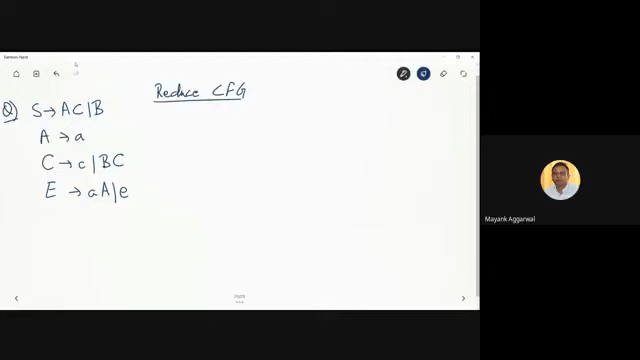 Reduce CFG
Q) S → AC | B
A → a
C → c | BC
E → aA | e
Mayank Aggarwal